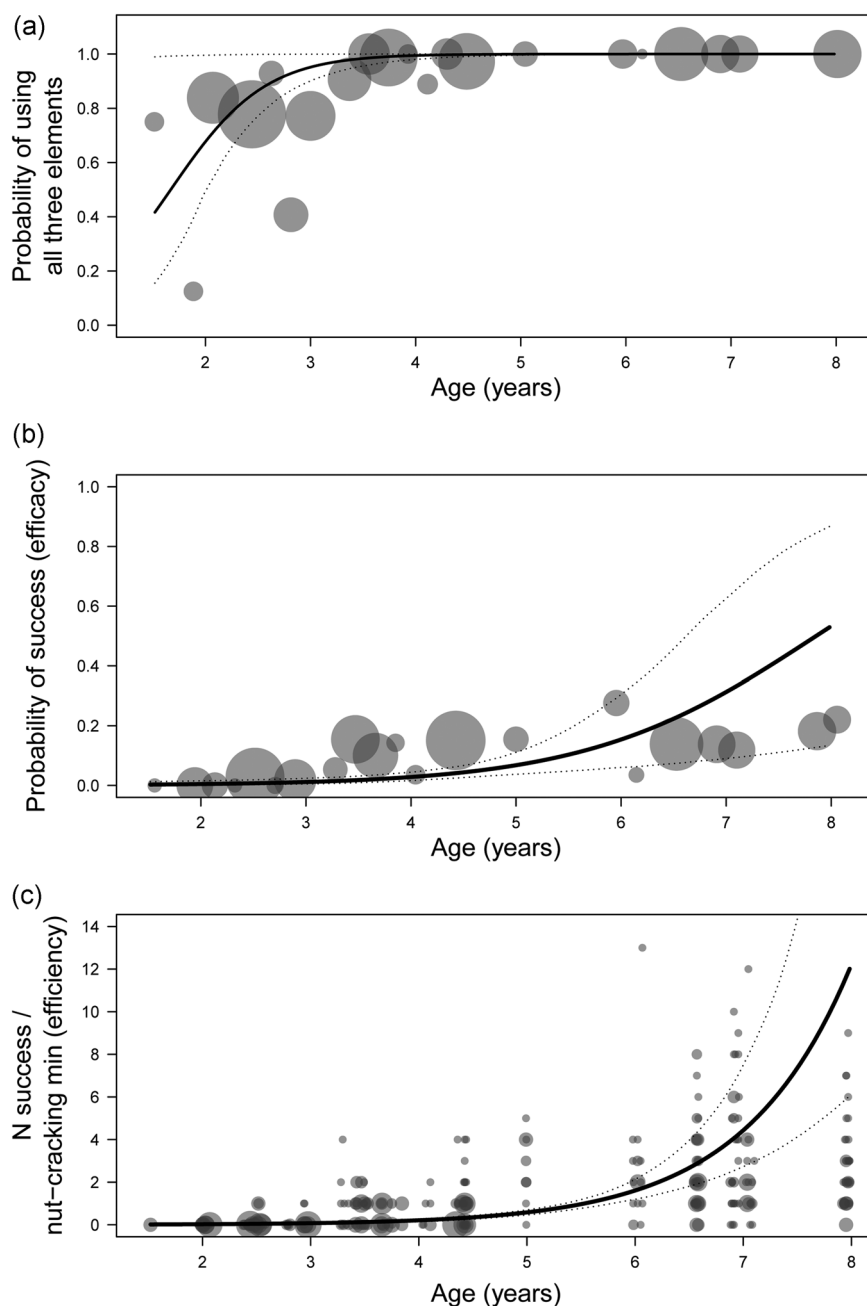 (a)
Probability of using
all three elements
1.0
0.8
0.6
0.4
0.2
0.0
2 3 4 5 6 7 8
Age (years)
(b)
Probability of success (efficacy)
1.0
0.8
0.6
0.4
0.2
0.0
2 3 4 5 6 7 8
Age (years)
(c)
N success /
nut−cracking min (efficiency)
14
12
10
8
6
4
2
0
2 3 4 5 6 7 8
Age (years)